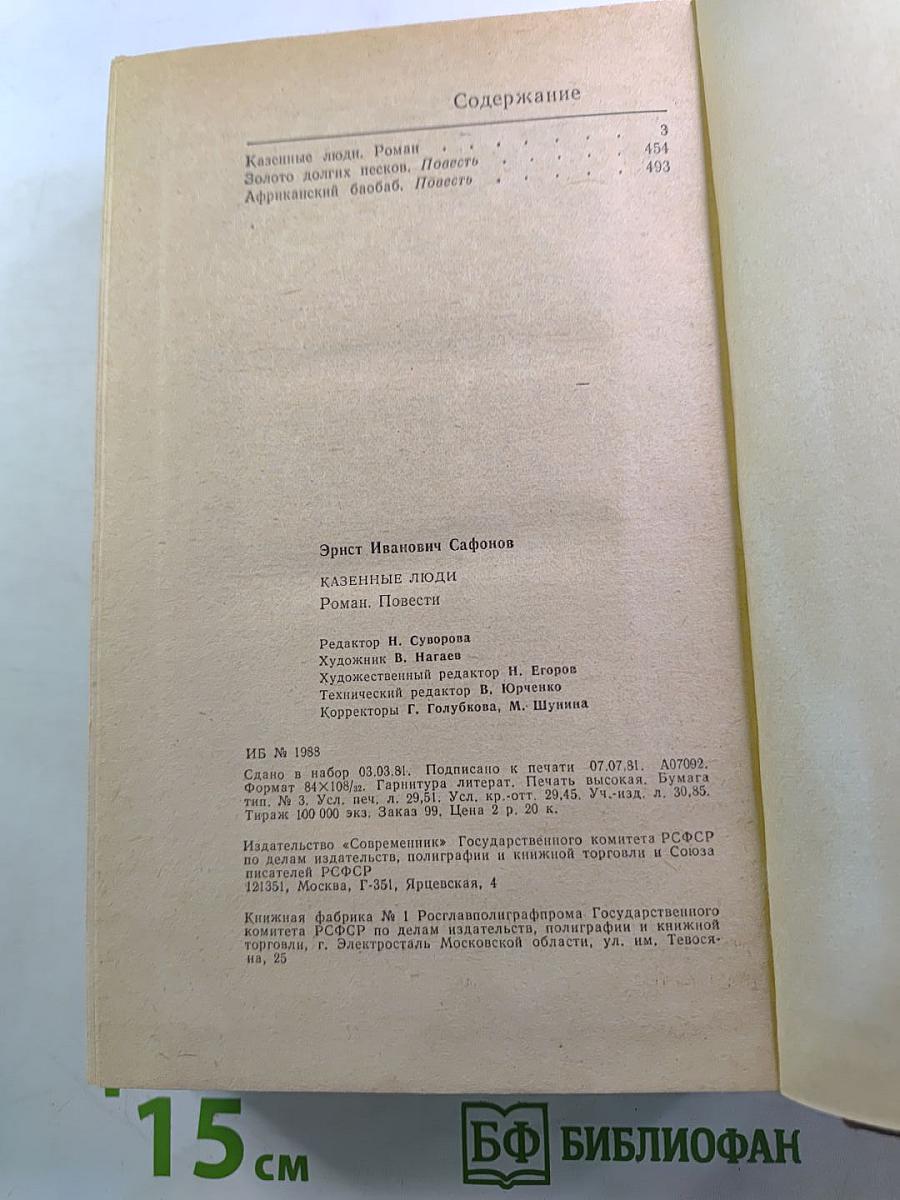 Содержание
Казенные люди. Роман . . . . . . . 3
Золото долгих песков. Повесть . . . . . 454
Африканский баобаб. Повесть . . . . . 493
Эрнст Иванович Сафонов
КАЗЕННЫЕ ЛЮДИ
Роман. Повести
Редактор Н. Суворова
Художник В. Нагаев
Художественный редактор Н. Егоров
Технический редактор В. Юрченко
Корректоры Г. Голубкова, М. Шунина
ИБ № 1988
Сдано в набор 03.03.81. Подписано к печати 07.07.81. А07092.
Формат 84×108/32. Гарнитура литерат. Печать высокая. Бумага
тип. № 3. Усл. печ. л. 29,51. Усл. кр.-отт. 29,45. Уч.-изд. л. 30,85.
Тираж 100 000 экз. Заказ 99. Цена 2 р. 20 к.
Издательство «Современник» Государственного комитета РСФСР
по делам издательств, полиграфии и книжной торговли и Союза
писателей РСФСР
121351, Москва, Г-351, Ярцевская, 4
Книжная фабрика № 1 Росглавполиграфпрома Государственного
комитета РСФСР по делам издательств, полиграфии и книжной
торговли, г. Электросталь Московской области, ул. им. Тевося-
на, 25
15 см
БФ БИБЛИОФАН